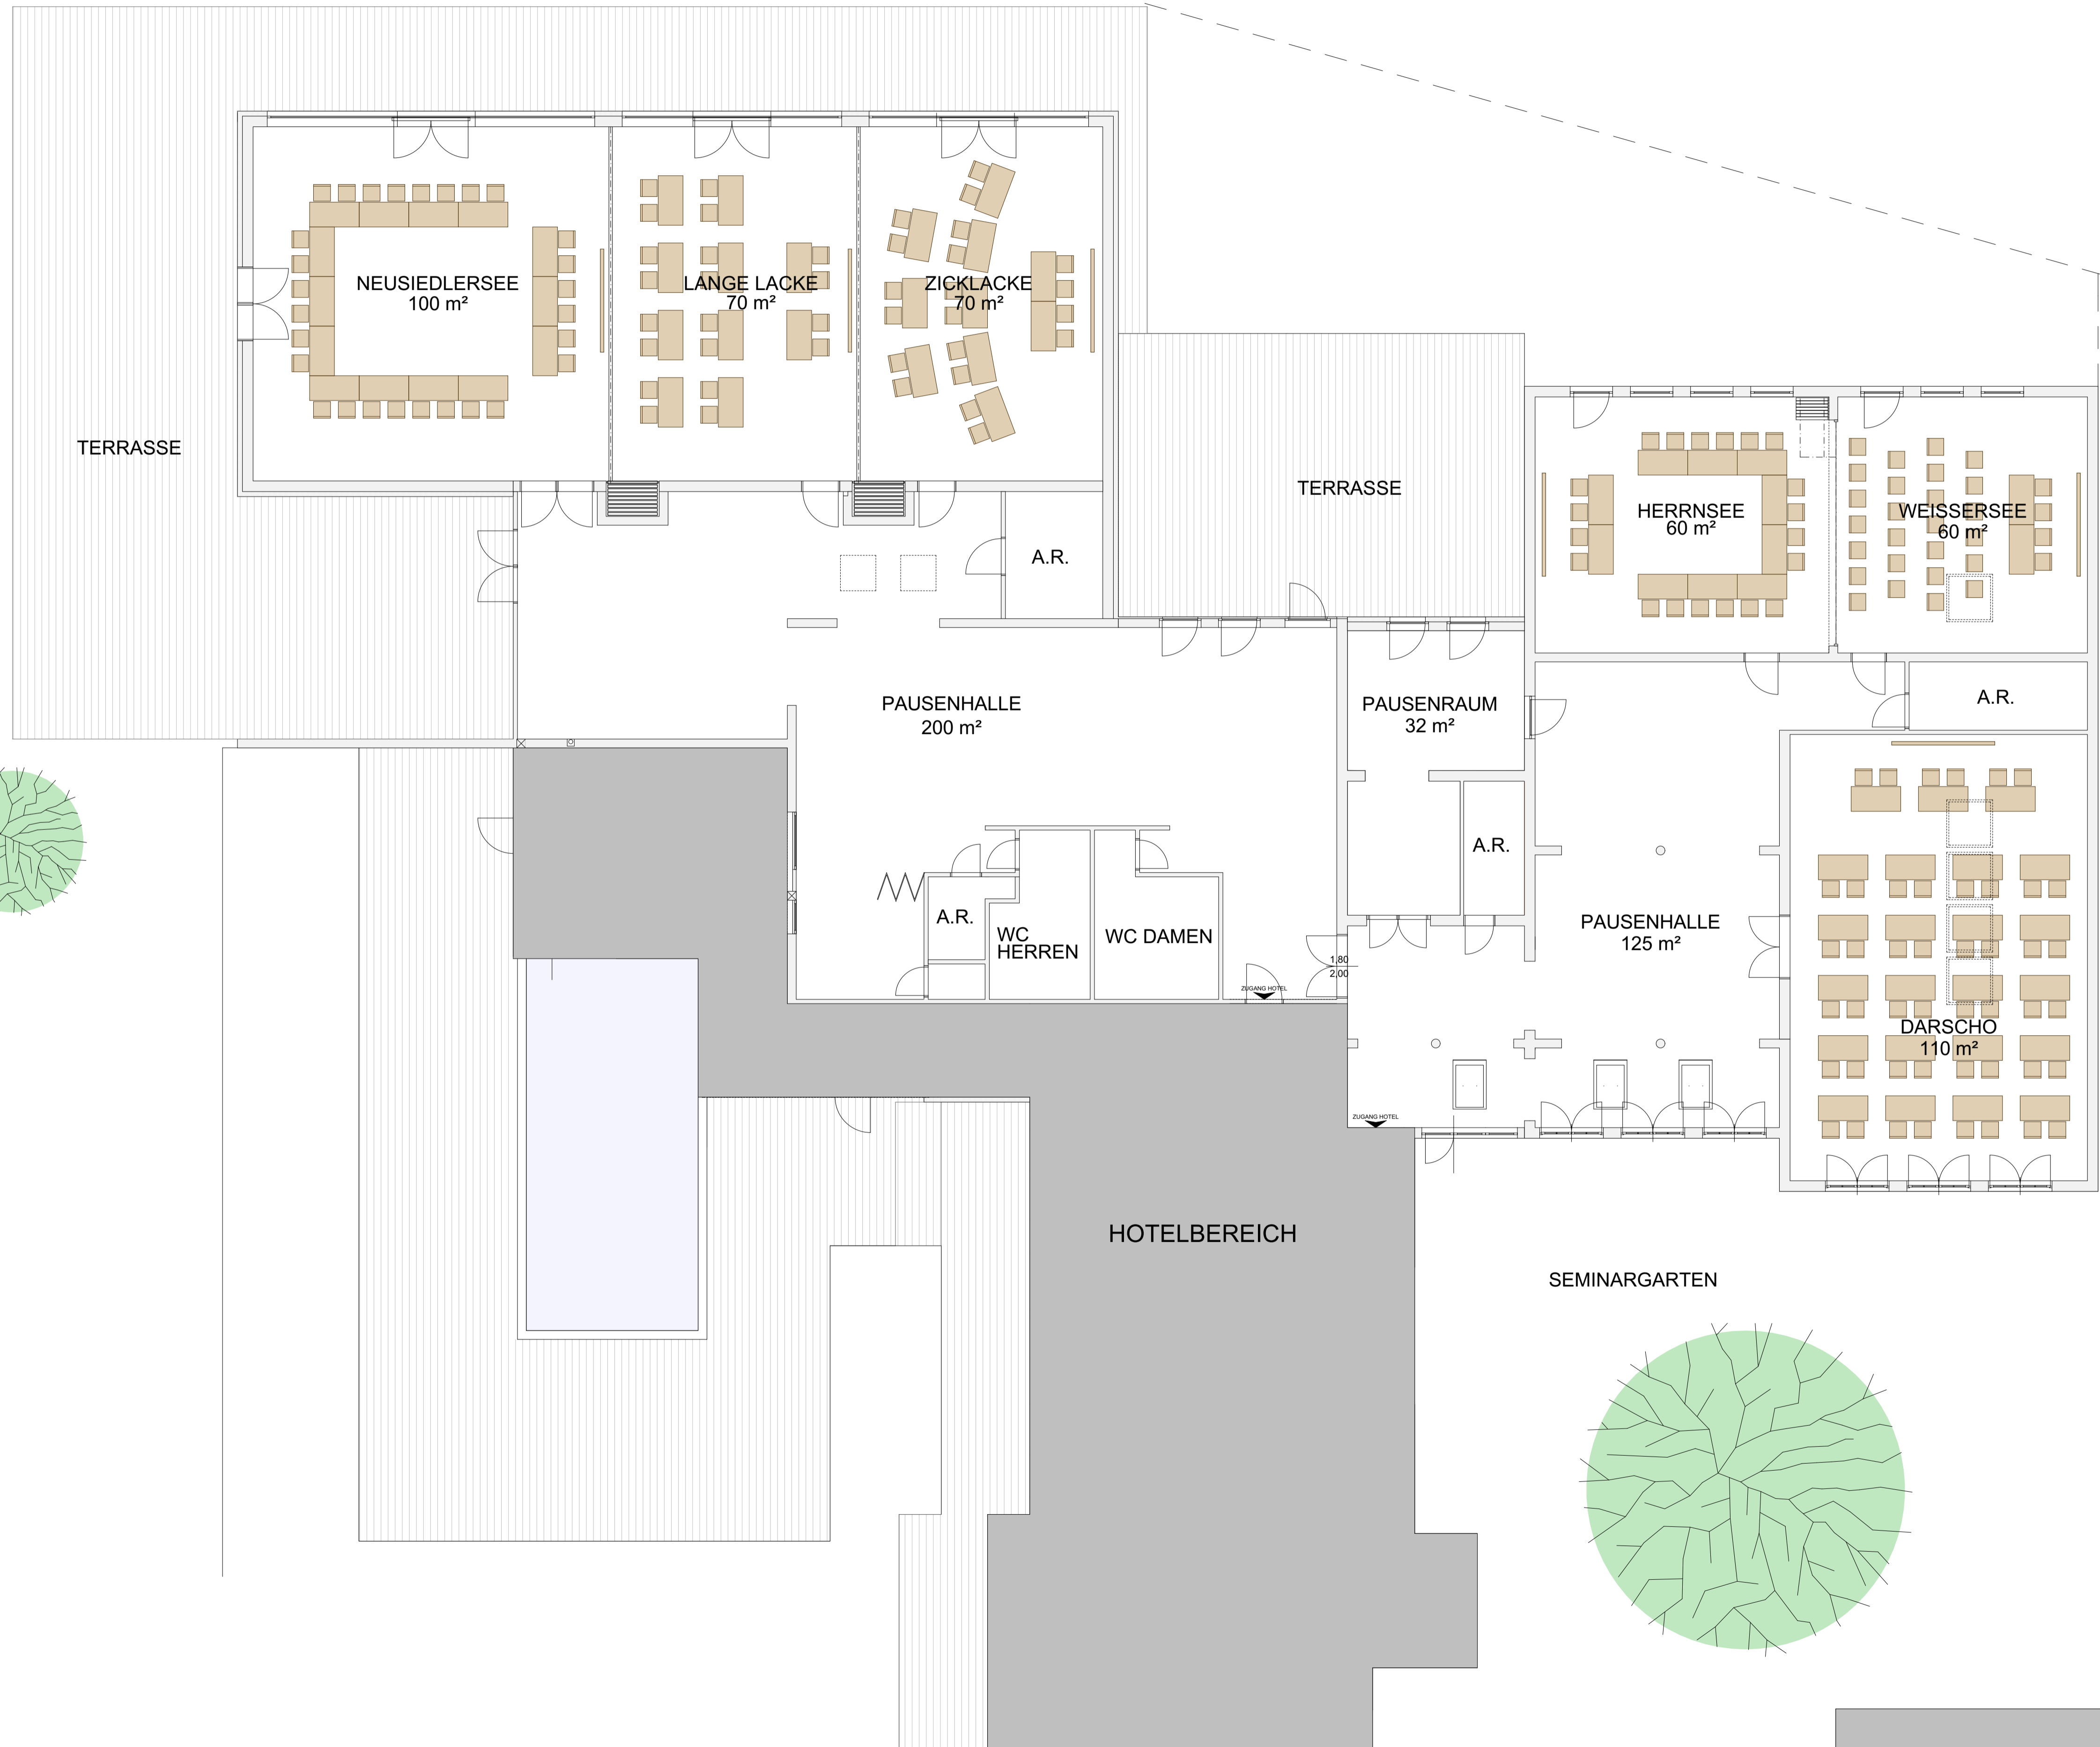 NEUSIEDLERSEE
100 m²
LANGE LACKE
70 m²
ZICKLACKE
70 m²
TERRASSE
TERRASSE
HERRNSEE
60 m²
WEISSERSEE
60 m²
A.R.
PAUSENHALLE
200 m²
PAUSENRAUM
32 m²
A.R.
A.R.
A.R.
WC
HERREN
WC DAMEN
PAUSENHALLE
125 m²
1,80
2,00
ZUGANG HOTEL
DARSCHO
110 m²
ZUGANG HOTEL
HOTELBEREICH
SEMINARGARTEN